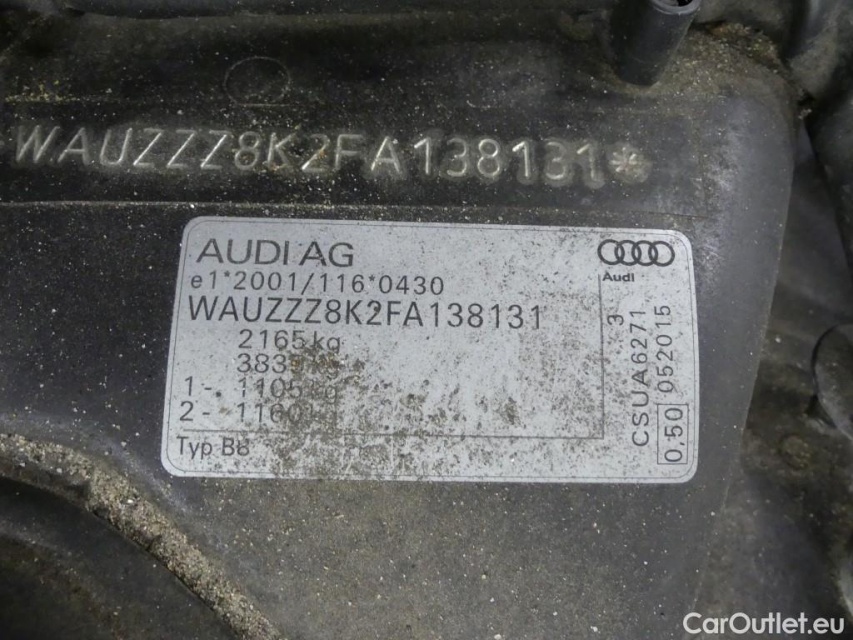 WAUZZZ8K2FA138131*
AUDI AG
Audi
e1*2001/116*0430
WAUZZZ8K2FA138131
2165 kg
1-
2-
Typ B8
3
CSUA6271
0.50 052015
CarOutlet.eu